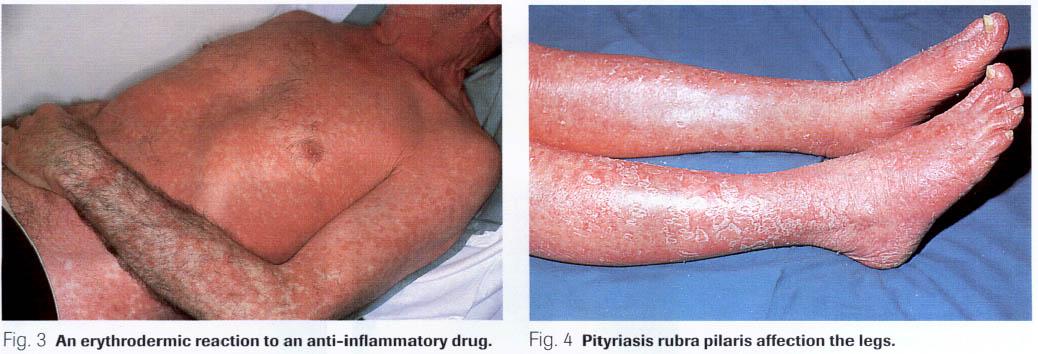 Fig. 3 An erythrodermic reaction to an anti-inflammatory drug.
Fig. 4 Pityriasis rubra pilaris affection the legs.